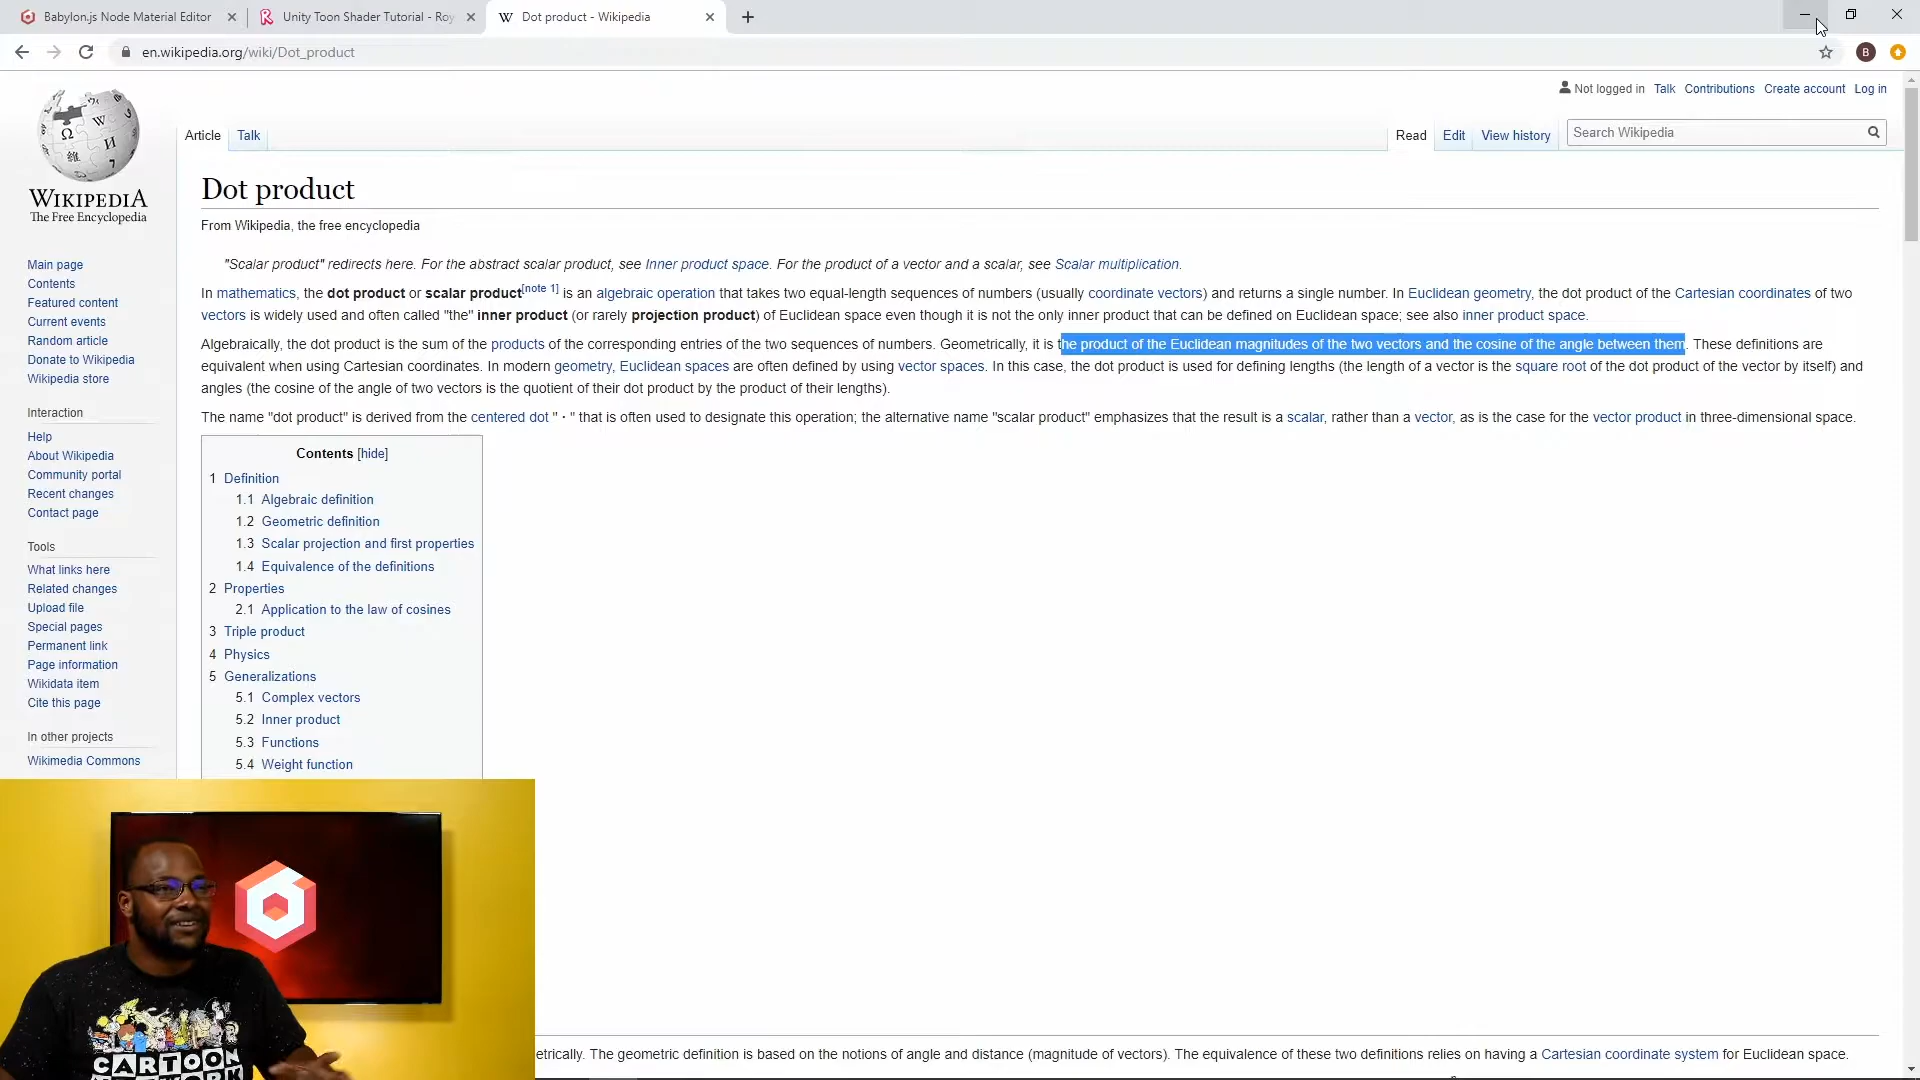 Babylon.js Node Material Editor
Unity Toon Shader Tutorial - Roy
W Dot product - Wikipedia
en.wikipedia.org/wiki/Dot_product
B
Not logged in Talk Contributions Create account Log in
Article Talk
Read Edit View history Search Wikipedia
WIKIPEDIA
The Free Encyclopedia
Main page
Contents
Featured content
Current events
Random article
Donate to Wikipedia
Wikipedia store
Interaction
Help
About Wikipedia
Community portal
Recent changes
Contact page
Tools
What links here
Related changes
Upload file
Special pages
Permanent link
Page information
Wikidata item
Cite this page
In other projects
Wikimedia Commons
Dot product
From Wikipedia, the free encyclopedia
"Scalar product" redirects here. For the abstract scalar product, see Inner product space. For the product of a vector and a scalar, see Scalar multiplication.
In mathematics, the dot product or scalar product[note 1] is an algebraic operation that takes two equal-length sequences of numbers (usually coordinate vectors) and returns a single number. In Euclidean geometry, the dot product of the Cartesian coordinates of two
vectors is widely used and often called "the" inner product (or rarely projection product) of Euclidean space even though it is not the only inner product that can be defined on Euclidean space; see also inner product space.
Algebraically, the dot product is the sum of the products of the corresponding entries of the two sequences of numbers. Geometrically, it is the product of the Euclidean magnitudes of the two vectors and the cosine of the angle between them. These definitions are
equivalent when using Cartesian coordinates. In modern geometry, Euclidean spaces are often defined by using vector spaces. In this case, the dot product is used for defining lengths (the length of a vector is the square root of the dot product of the vector by itself) and
angles (the cosine of the angle of two vectors is the quotient of their dot product by the product of their lengths).
The name "dot product" is derived from the centered dot " · " that is often used to designate this operation; the alternative name "scalar product" emphasizes that the result is a scalar, rather than a vector, as is the case for the vector product in three-dimensional space.
Contents [hide]
1 Definition
1.1 Algebraic definition
1.2 Geometric definition
1.3 Scalar projection and first properties
1.4 Equivalence of the definitions
2 Properties
2.1 Application to the law of cosines
3 Triple product
4 Physics
5 Generalizations
5.1 Complex vectors
5.2 Inner product
5.3 Functions
5.4 Weight function
etrically. The geometric definition is based on the notions of angle and distance (magnitude of vectors). The equivalence of these two definitions relies on having a Cartesian coordinate system for Euclidean space.
CARTOON